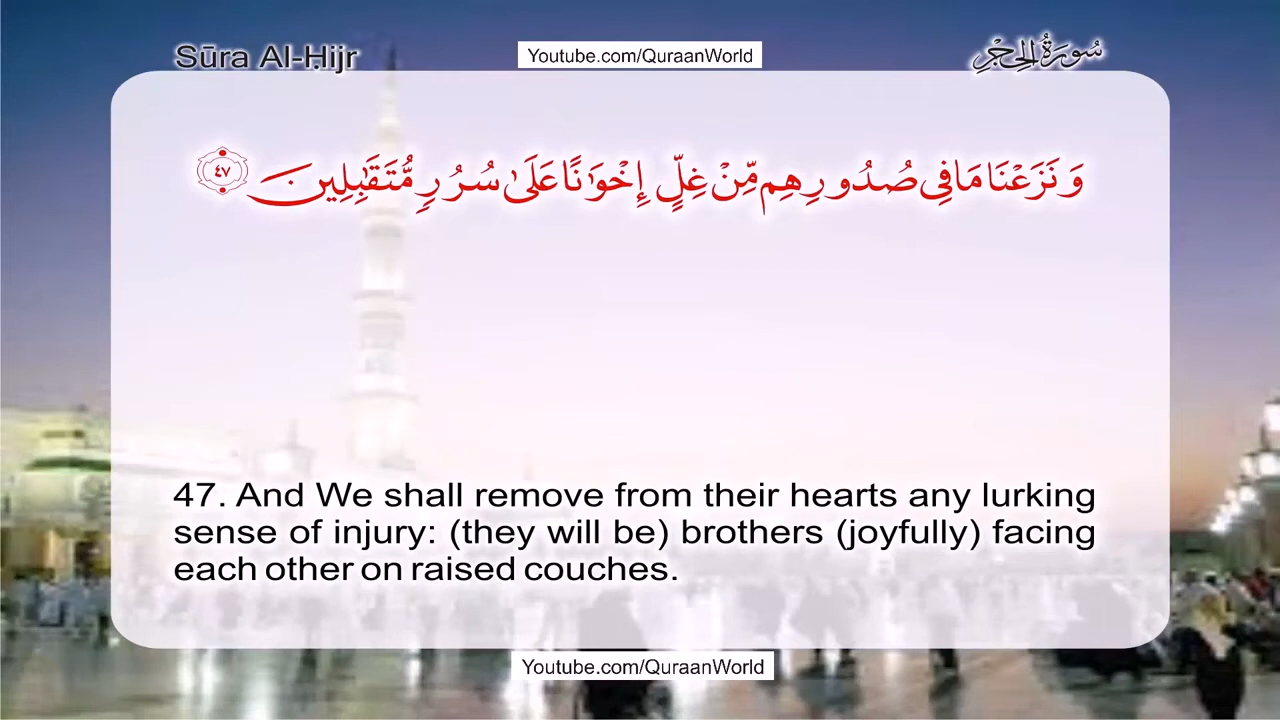 Sūra Al-Ḥijr
Youtube.com/QuraanWorld
سُورَةُ الحِجْرِ
وَنَزَعْنَا مَا فِى صُدُورِهِم مِّنْ غِلٍّ إِخْوَٰنًا عَلَىٰ سُرُرٍ مُّتَقَٰبِلِينَ ٤٧
47. And We shall remove from their hearts any lurking
sense of injury: (they will be) brothers (joyfully) facing
each other on raised couches.
Youtube.com/QuraanWorld